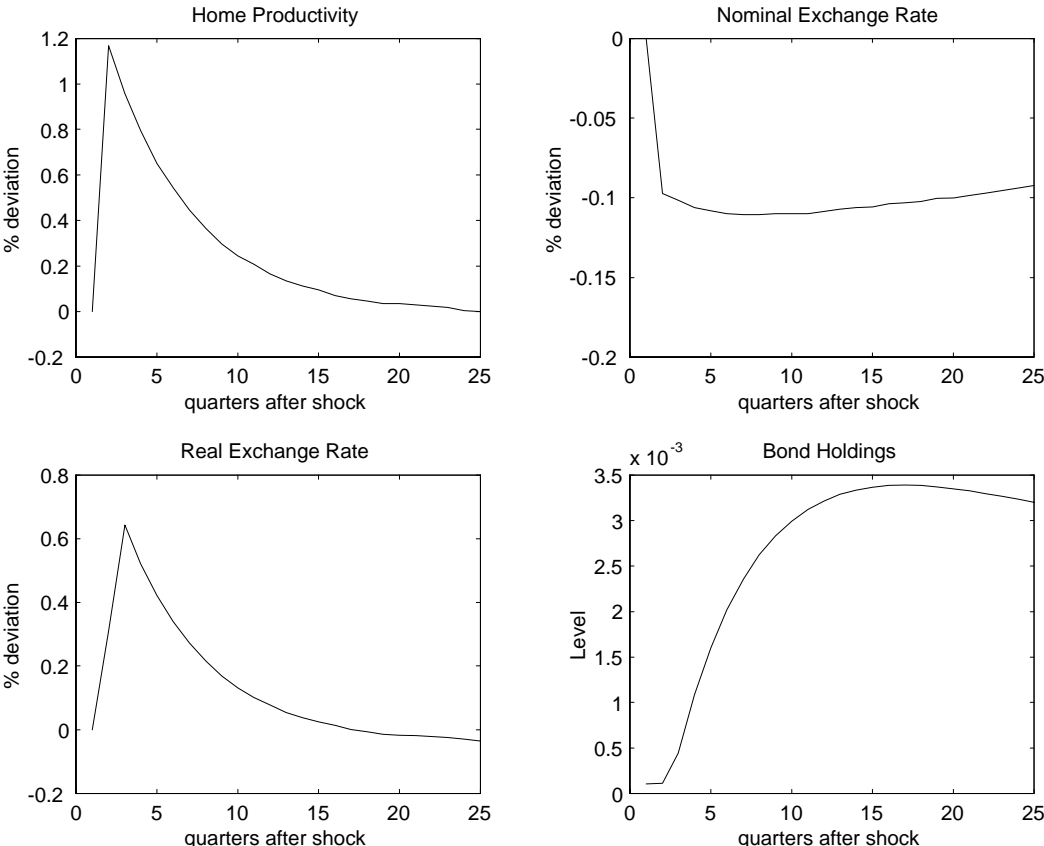 Home Productivity
1.2
1
0.8
0.6
0.4
0.2
0
-0.2
% deviation
0 5 10 15 20 25
quarters after shock
Nominal Exchange Rate
0
-0.05
-0.1
-0.15
-0.2
% deviation
0 5 10 15 20 25
quarters after shock
Real Exchange Rate
0.8
0.6
0.4
0.2
0
-0.2
% deviation
0 5 10 15 20 25
quarters after shock
x 10-3
Bond Holdings
3.5
3
2.5
2
1.5
1
0.5
0
Level
0 5 10 15 20 25
quarters after shock